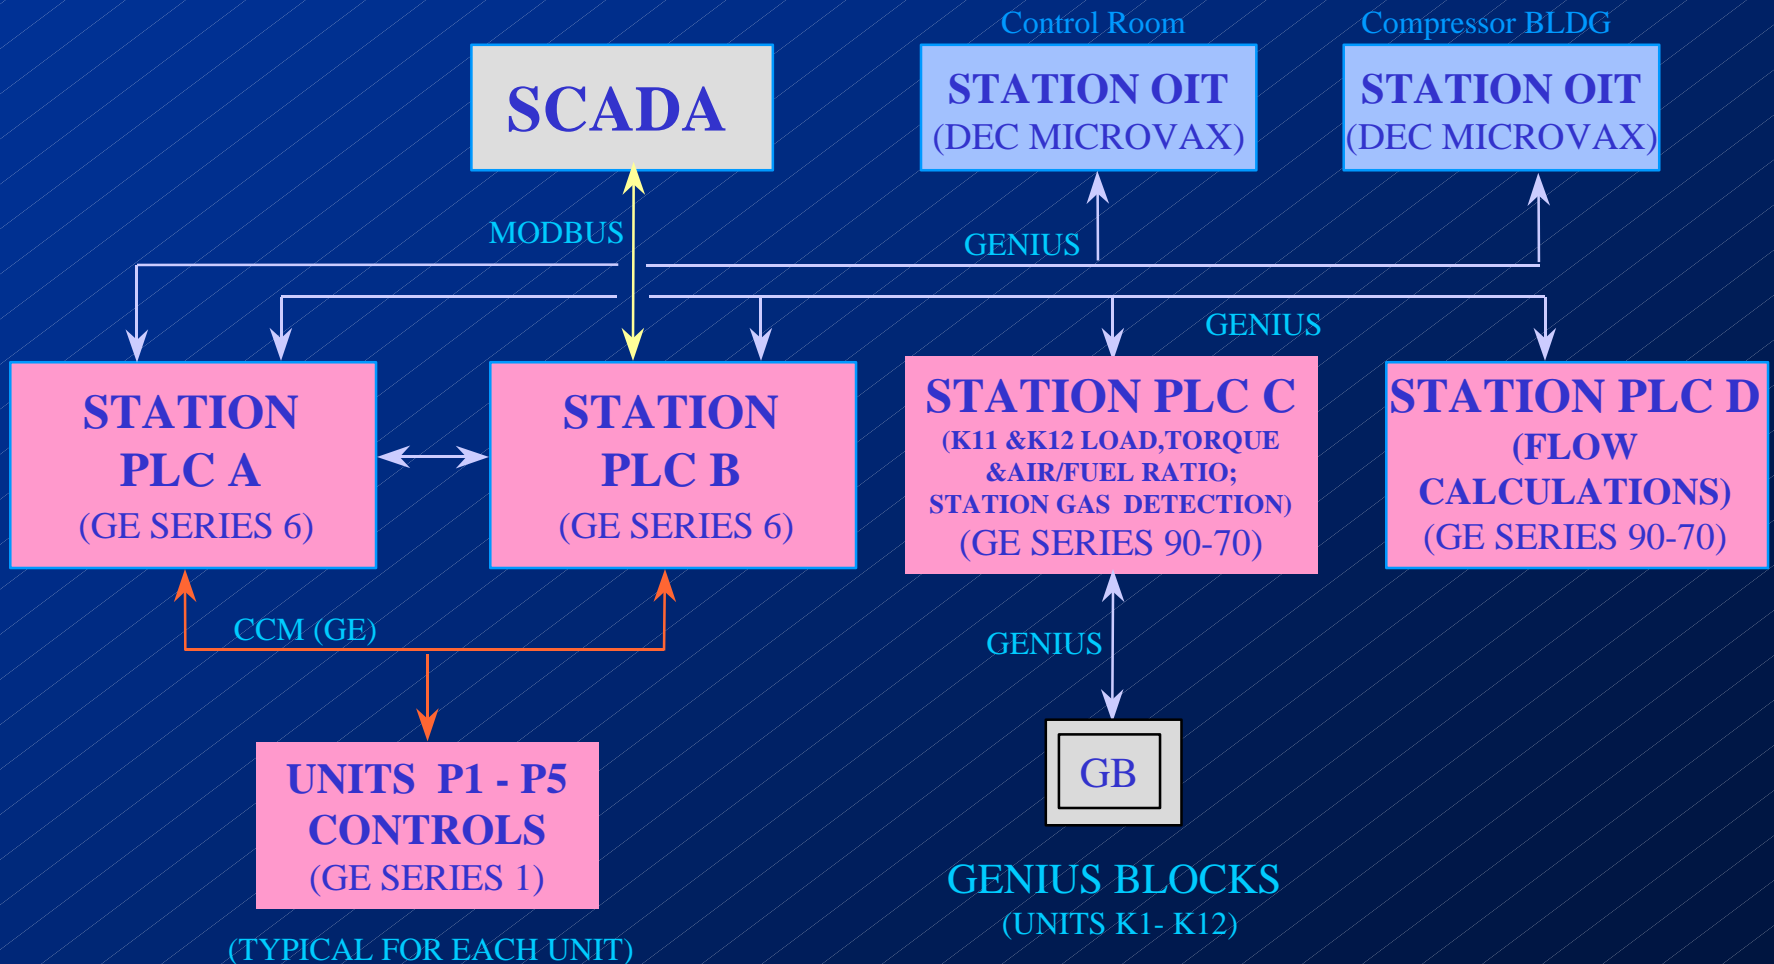 Control Room
Compressor BLDG
SCADA
STATION OIT
(DEC MICROVAX)
STATION OIT
(DEC MICROVAX)
MODBUS
GENIUS
GENIUS
STATION
PLC A
(GE SERIES 6)
STATION
PLC B
(GE SERIES 6)
STATION PLC C
(K11 &K12 LOAD,TORQUE
&AIR/FUEL RATIO;
STATION GAS  DETECTION)
(GE SERIES 90-70)
STATION PLC D
(FLOW
CALCULATIONS)
(GE SERIES 90-70)
CCM (GE)
GENIUS
UNITS  P1 - P5
CONTROLS
(GE SERIES 1)
(TYPICAL FOR EACH UNIT)
GB
GENIUS BLOCKS
(UNITS K1- K12)